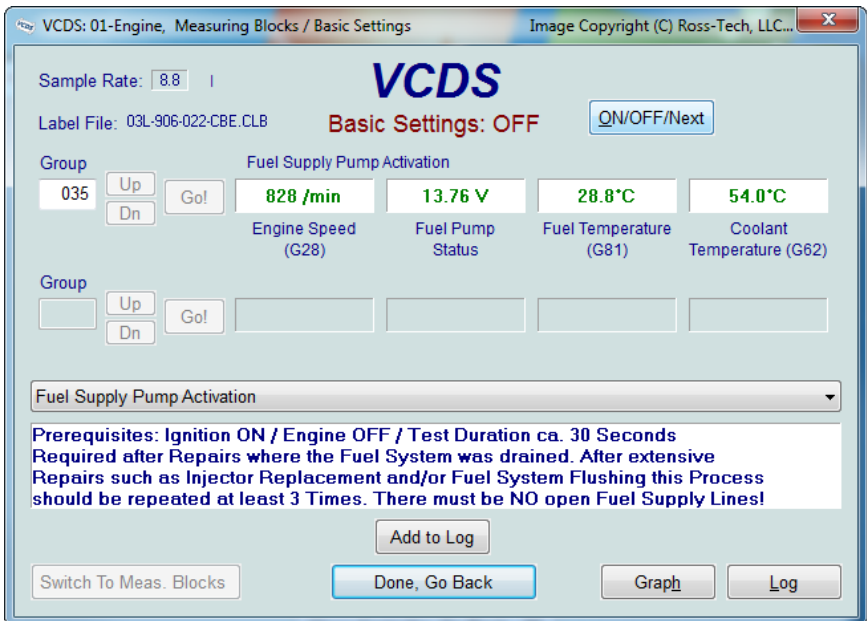 VCDS: 01-Engine,  Measuring Blocks / Basic Settings Image Copyright (C) Ross-Tech, LLC...
Sample Rate: 8.8 VCDS
Label File: 03L-906-022-CBE.CLB Basic Settings: OFF ON/OFF/Next
Group Fuel Supply Pump Activation
035 Up Dn Go! 828 /min 13.76 V 28.8°C 54.0°C
Engine Speed Fuel Pump Fuel Temperature Coolant
(G28) Status (G81) Temperature (G62)
Group
Up Dn Go!
Fuel Supply Pump Activation
Prerequisites: Ignition ON / Engine OFF / Test Duration ca. 30 Seconds
Required after Repairs where the Fuel System was drained. After extensive
Repairs such as Injector Replacement and/or Fuel System Flushing this Process
should be repeated at least 3 Times. There must be NO open Fuel Supply Lines!
Add to Log
Switch To Meas. Blocks Done, Go Back Graph Log